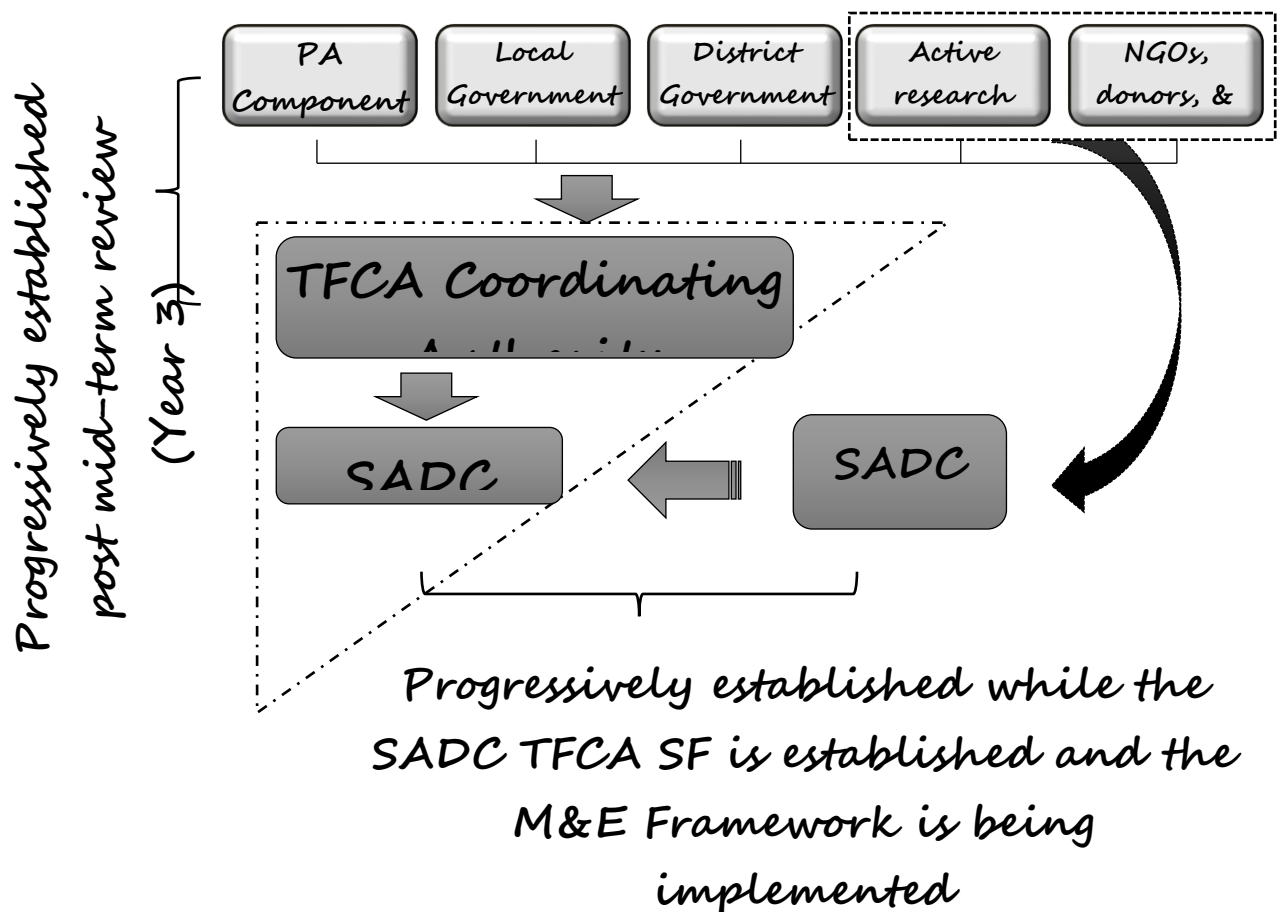 PA
Component
Local
Government
District
Government
Active
research
NGOs,
donors, &
Progressively established
post mid-term review
(Year 3)
TFCA Coordinating
SADC
SADC
Progressively established while the
SADC TFCA SF is established and the
M&E Framework is being
implemented